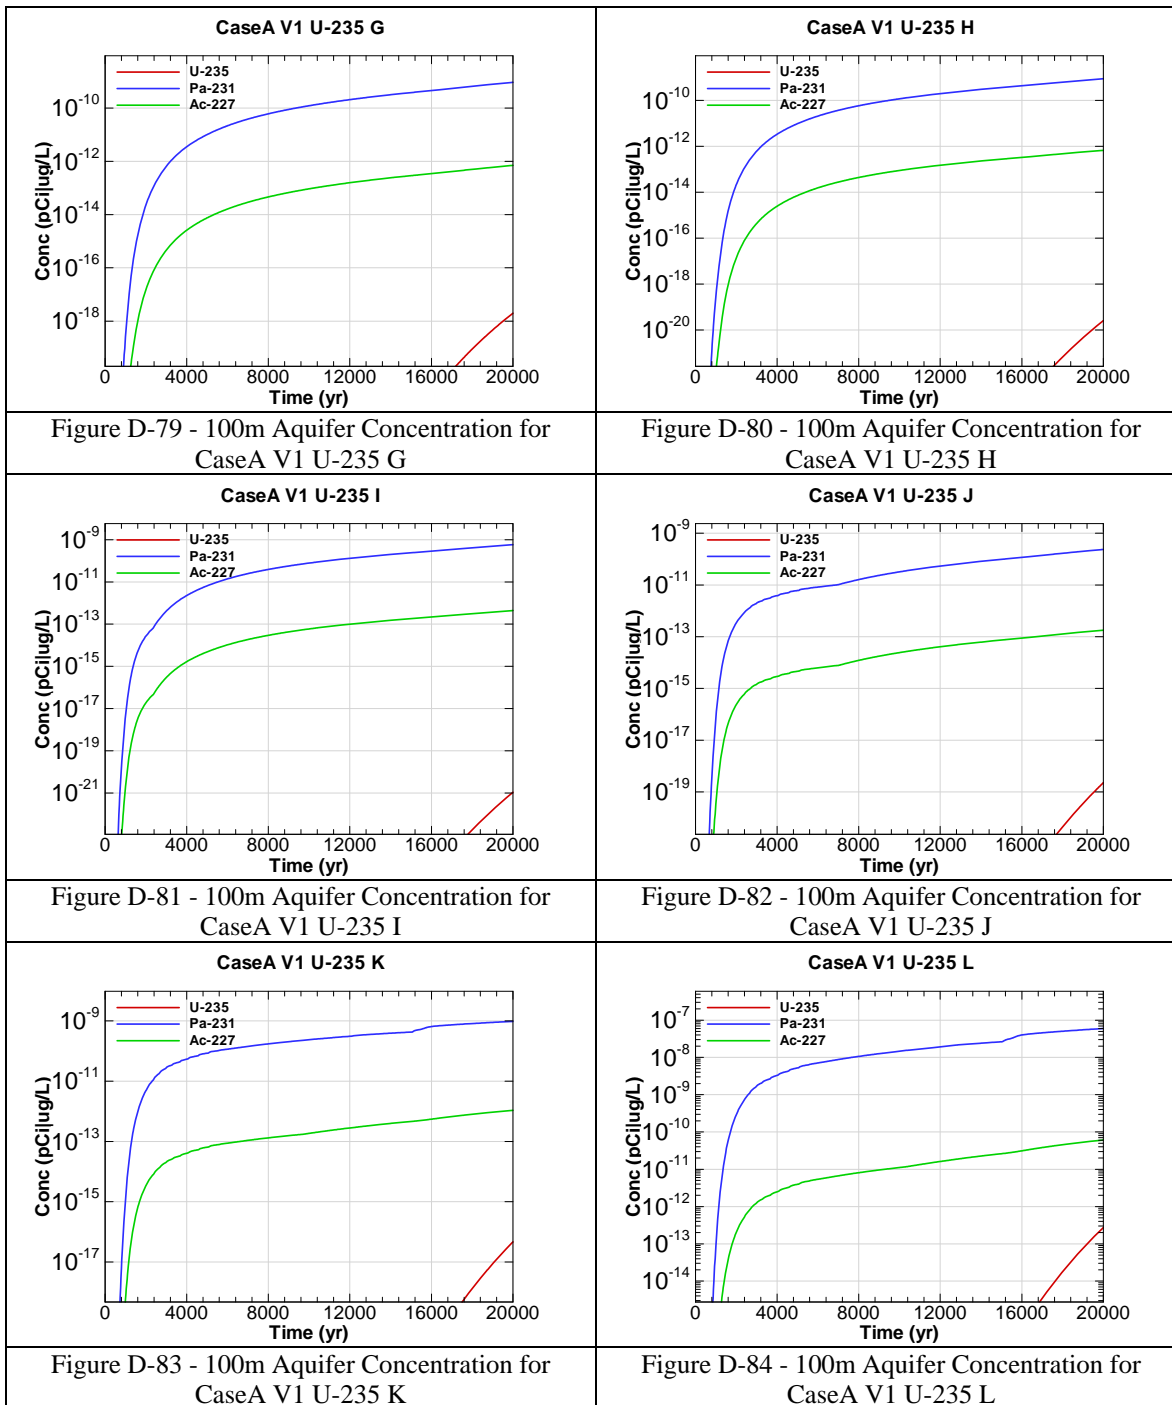 CaseA V1 U-235 G
U-235
Pa-231
Ac-227
Conc (pCi|ug/L)
10^-10
10^-12
10^-14
10^-16
10^-18
0 4000 8000 12000 16000 20000
Time (yr)
Figure D-79 - 100m Aquifer Concentration for
CaseA V1 U-235 G
CaseA V1 U-235 H
U-235
Pa-231
Ac-227
Conc (pCi|ug/L)
10^-10
10^-12
10^-14
10^-16
10^-18
10^-20
0 4000 8000 12000 16000 20000
Time (yr)
Figure D-80 - 100m Aquifer Concentration for
CaseA V1 U-235 H
CaseA V1 U-235 I
U-235
Pa-231
Ac-227
Conc (pCi|ug/L)
10^-9
10^-11
10^-13
10^-15
10^-17
10^-19
10^-21
0 4000 8000 12000 16000 20000
Time (yr)
Figure D-81 - 100m Aquifer Concentration for
CaseA V1 U-235 I
CaseA V1 U-235 J
U-235
Pa-231
Ac-227
Conc (pCi|ug/L)
10^-9
10^-11
10^-13
10^-15
10^-17
10^-19
0 4000 8000 12000 16000 20000
Time (yr)
Figure D-82 - 100m Aquifer Concentration for
CaseA V1 U-235 J
CaseA V1 U-235 K
U-235
Pa-231
Ac-227
Conc (pCi|ug/L)
10^-9
10^-11
10^-13
10^-15
10^-17
0 4000 8000 12000 16000 20000
Time (yr)
Figure D-83 - 100m Aquifer Concentration for
CaseA V1 U-235 K
CaseA V1 U-235 L
U-235
Pa-231
Ac-227
Conc (pCi|ug/L)
10^-7
10^-8
10^-9
10^-10
10^-11
10^-12
10^-13
10^-14
0 4000 8000 12000 16000 20000
Time (yr)
Figure D-84 - 100m Aquifer Concentration for
CaseA V1 U-235 L